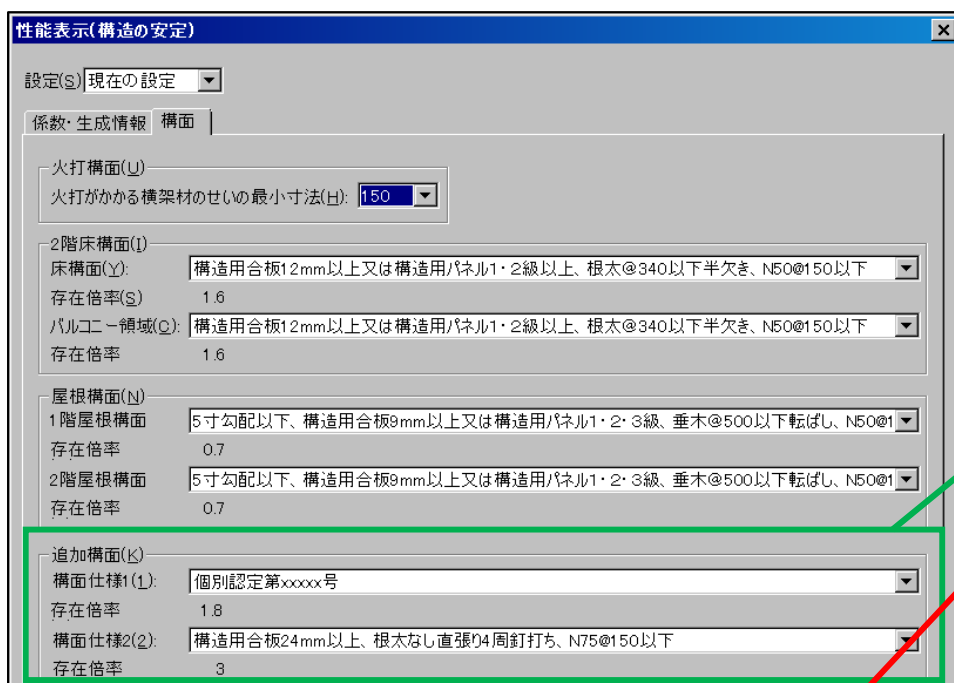 性能表示(構造の安定)
設定(S) 現在の設定
係数・生成情報 構面
火打構面(U)
火打がかかる横架材のせいの最小寸法(H): 150
2階床構面(I)
床構面(Y): 構造用合板12mm以上又は構造用パネル1・2級以上、根太@340以下半欠き、N50@150以下
存在倍率(S) 1.6
バルコニー領域(C): 構造用合板12mm以上又は構造用パネル1・2級以上、根太@340以下半欠き、N50@150以下
存在倍率 1.6
屋根構面(N)
1階屋根構面 5寸勾配以下、構造用合板9mm以上又は構造用パネル1・2・3級、垂木@500以下転ばし、N50@1
存在倍率 0.7
2階屋根構面 5寸勾配以下、構造用合板9mm以上又は構造用パネル1・2・3級、垂木@500以下転ばし、N50@1
存在倍率 0.7
追加構面(K)
構面仕様1(1): 個別認定第xxxxx号
存在倍率 1.8
構面仕様2(2): 構造用合板24mm以上、根太なし直張り4周釘打ち、N75@150以下
存在倍率 3